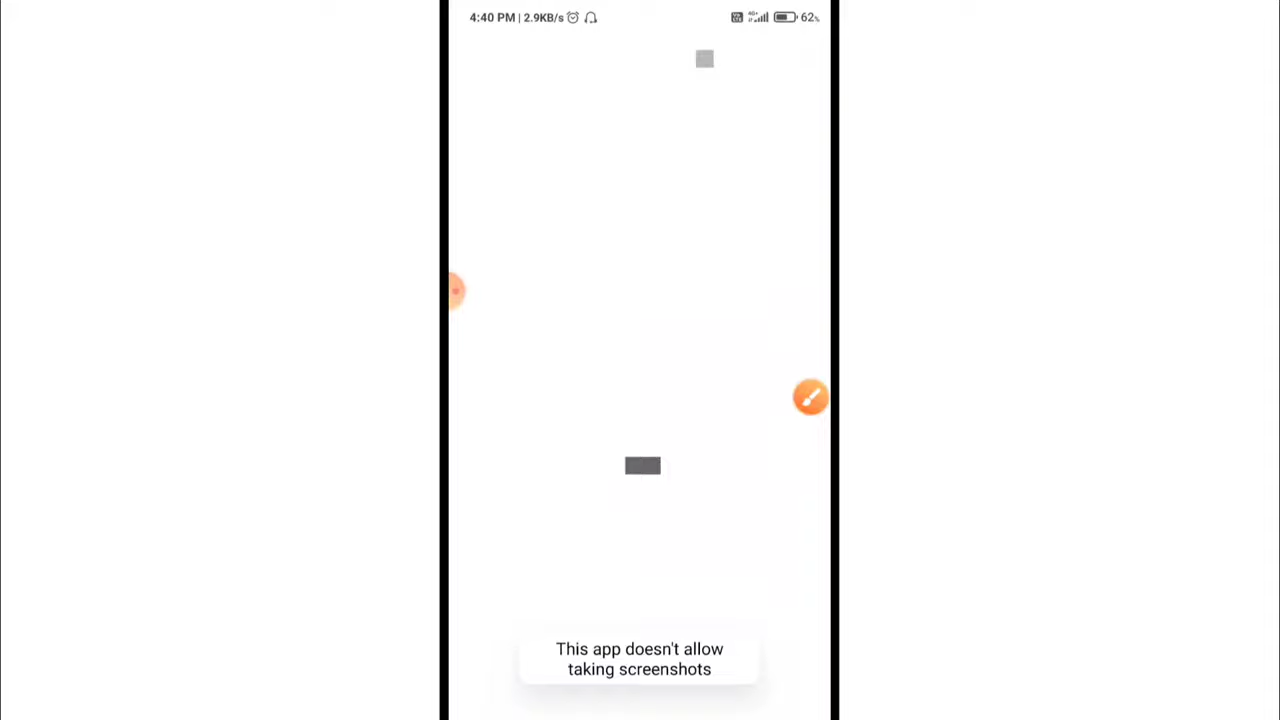 4:40 PM | 2.9KB/s 62%
This app doesn't allow
taking screenshots